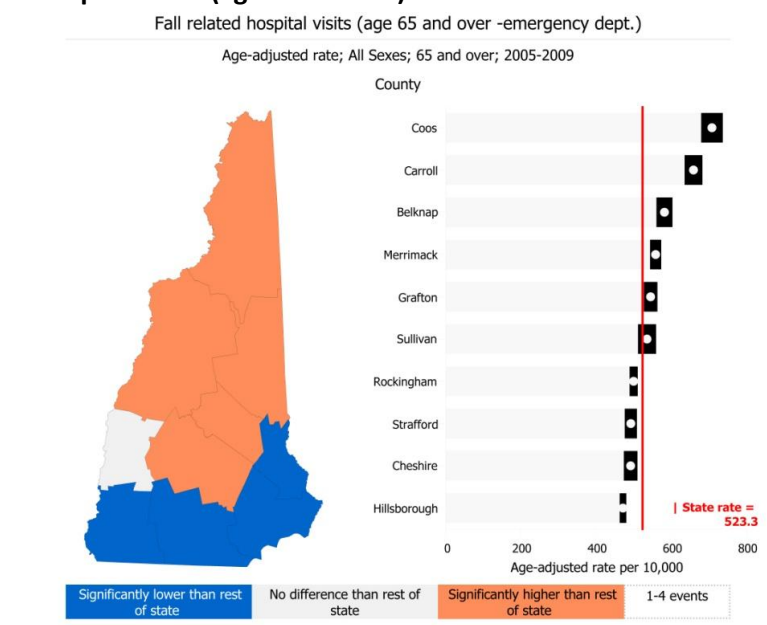 Fall related hospital visits (age 65 and over -emergency dept.)
Age-adjusted rate; All Sexes; 65 and over; 2005-2009
County
Coos
Carroll
Belknap
Merrimack
Grafton
Sullivan
Rockingham
Strafford
Cheshire
Hillsborough
| State rate =
523.3
0 200 400 600 800
Age-adjusted rate per 10,000
Significantly lower than rest
of state
No difference than rest of
state
Significantly higher than rest
of state
1-4 events